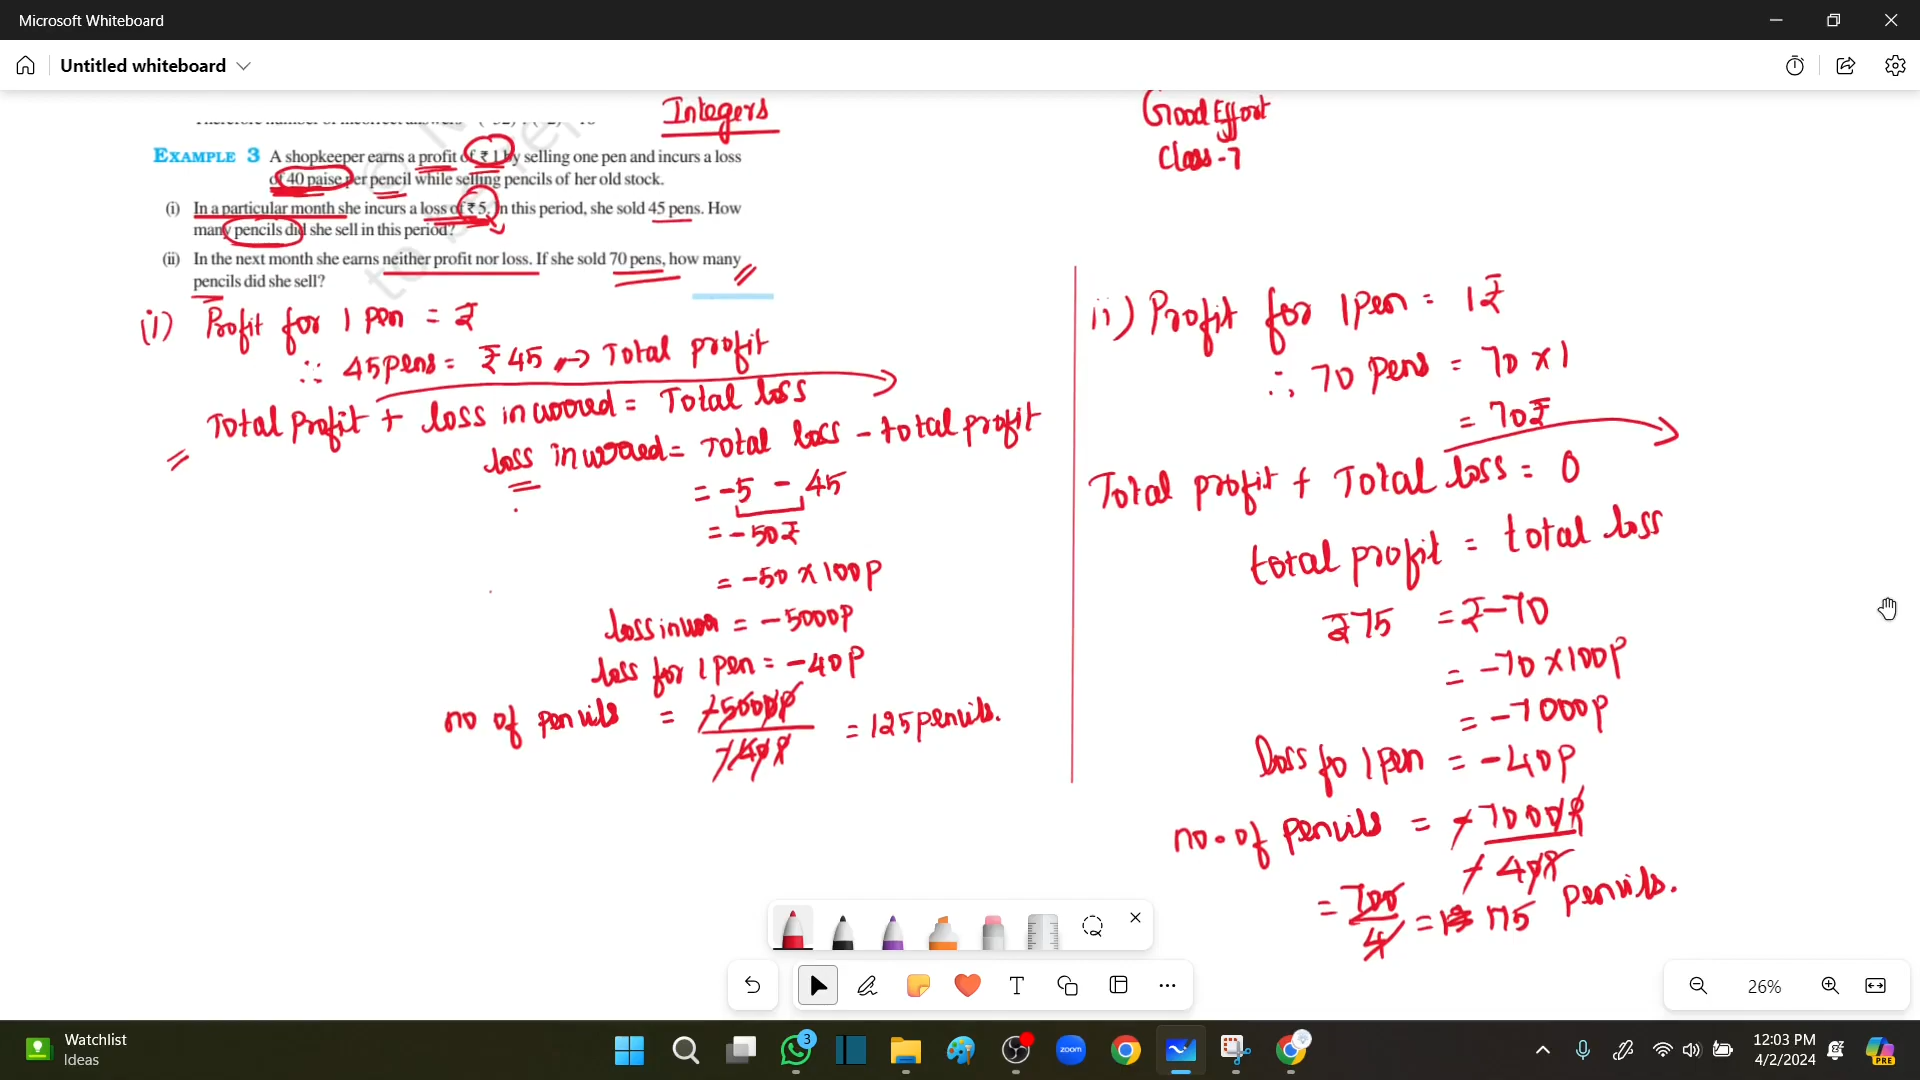 Microsoft Whiteboard
Untitled whiteboard
Integers
Good Effort
Class-7
EXAMPLE 3 A shopkeeper earns a profit of ₹ 1 by selling one pen and incurs a loss
of 40 paise per pencil while selling pencils of her old stock.
(i) In a particular month she incurs a loss of ₹ 5. In this period, she sold 45 pens. How
many pencils did she sell in this period?
(ii) In the next month she earns neither profit nor loss. If she sold 70 pens, how many
pencils did she sell?
(i) Profit for 1 pen = ₹
∴ 45 pens = ₹45 → Total profit
Total Profit + loss incurred = Total loss
loss incurred = Total loss - total profit
= -5 - 45
= -50₹
= -50 x 100p
= -5000p
loss for 1 pen = -40p
no of pencils = -5000p / -40p = 125 pencils.
ii) Profit for 1 pen = 1₹
∴ 70 pens = 70 x 1
= 70₹
Total profit + Total loss = 0
total profit = total loss
₹75 = ₹-70
= -70 x 100p
= -7000p
loss fo 1 pen = -40p
no. of pencils = -7000p / -40p
= 700 / 4 = 175 pencils.
26%
Watchlist
Ideas
3
zoom
12:03 PM
4/2/2024
PRE